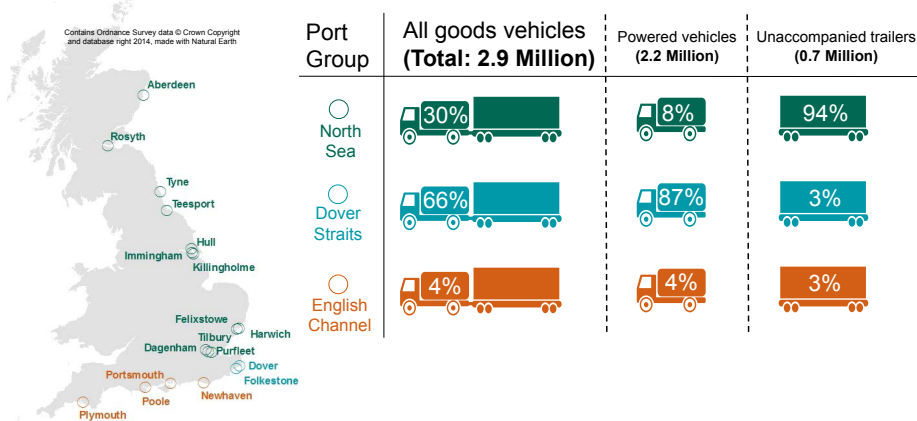 Contains Ordnance Survey data © Crown Copyright
and database right 2014, made with Natural Earth
Aberdeen
Rosyth
Tyne
Teesport
Hull
Immingham
Killingholme
Felixstowe
Harwich
Tilbury
Dagenham
Purfleet
Dover
Folkestone
Portsmouth
Newhaven
Poole
Plymouth
Port
Group
All goods vehicles
(Total: 2.9 Million)
Powered vehicles
(2.2 Million)
Unaccompanied trailers
(0.7 Million)
North
Sea
30%
8%
94%
Dover
Straits
66%
87%
3%
English
Channel
4%
4%
3%